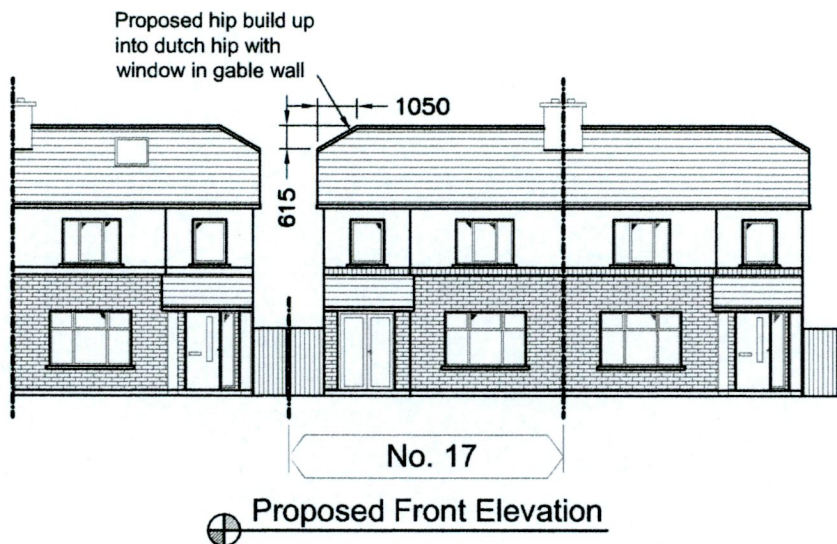 Proposed hip build up
into dutch hip with
window in gable wall
1050
615
No. 17
Proposed Front Elevation